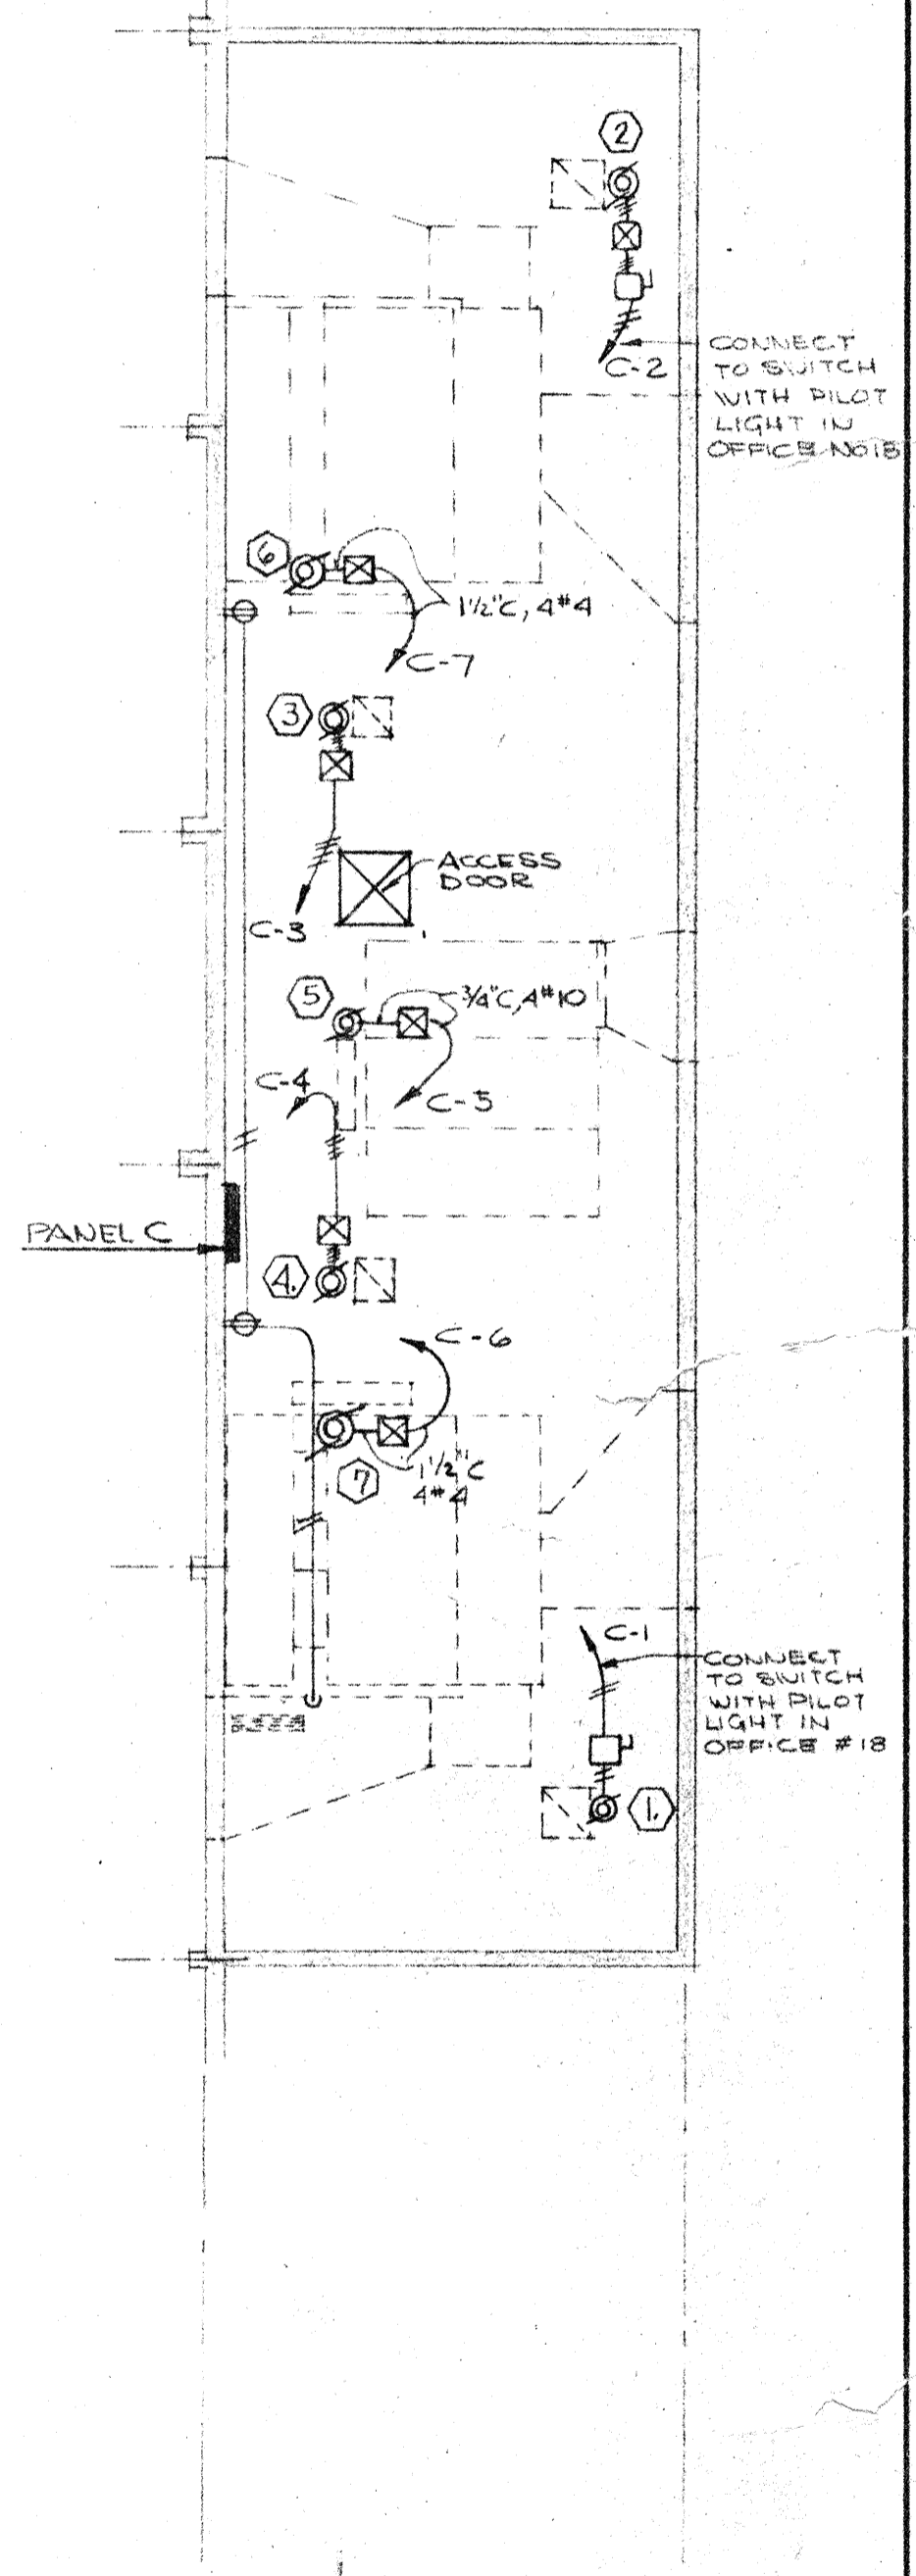 2
CONNECT
TO SWITCH
WITH PILOT
LIGHT IN
OFFICE NO18
C-2
6
1½"C, 4#4
C-7
3
ACCESS
DOOR
C-3
5
¾"C, 4#10
C-4
C-5
PANEL C
4.
C-6
1½"C
4#4
7
C-1
CONNECT
TO SWITCH
WITH PILOT
LIGHT IN
OFFICE #18
1.